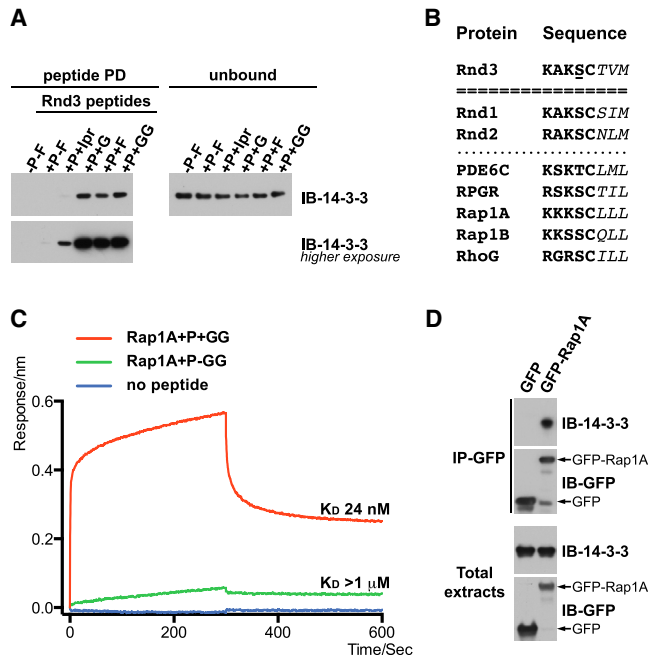 A
peptide PD
unbound
Rnd3 peptides
-P-F
+P-F
+P+Ipr
+P+G
+P+F
+P+GG
-P-F
+P-F
+P+Ipr
+P+G
+P+F
+P+GG
IB-14-3-3
IB-14-3-3
higher exposure
B
Protein Sequence
Rnd3 KAKSCTVM
================
Rnd1 KAKSCSIM
Rnd2 KAKSCNLM
........................
PDE6C KSKTCLML
RPGR KSKSCTIL
Rap1A KKKSCLLL
Rap1B KKSSCQLL
RhoG RGRSCILL
C
Rap1A+P+GG
Rap1A+P-GG
no peptide
Response/nm
0.6
0.4
0.2
0.0
KD 24 nM
KD >1 μM
0 200 400 600
Time/Sec
D
GFP
GFP-Rap1A
IP-GFP
IB-14-3-3
GFP-Rap1A
IB-GFP
GFP
Total
extracts
IB-14-3-3
GFP-Rap1A
IB-GFP
GFP